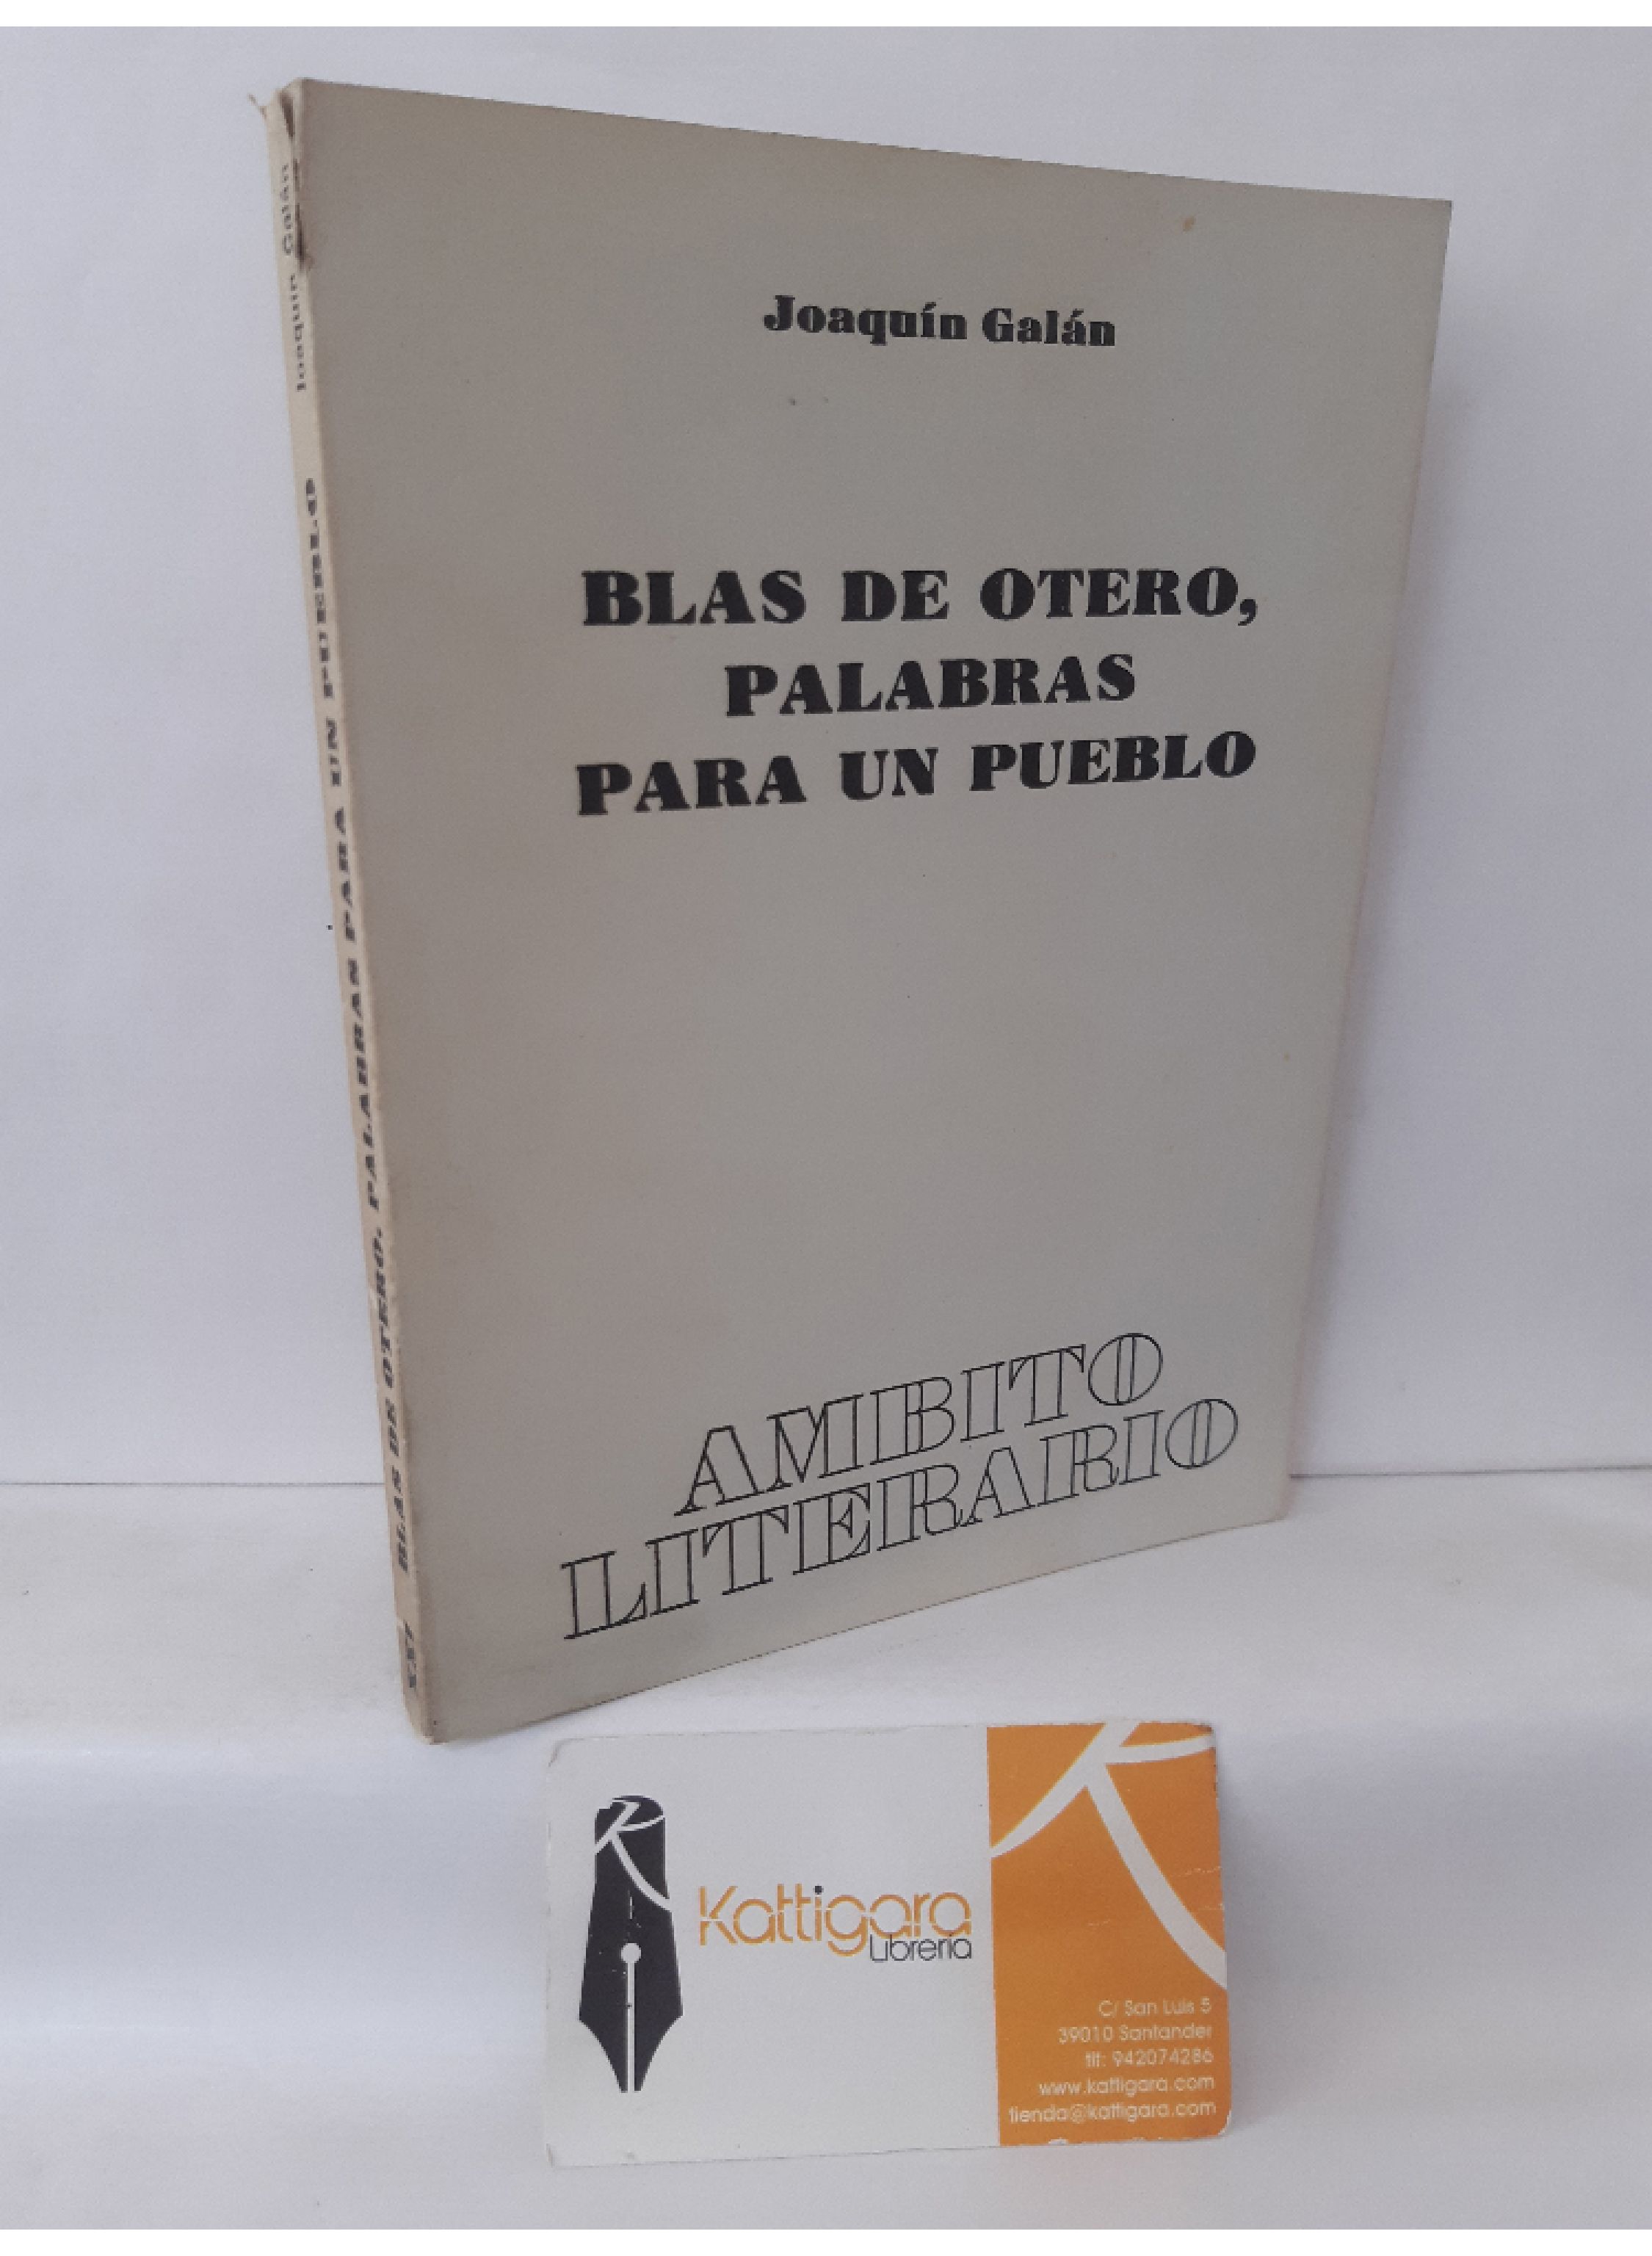 Joaquín Galán
BLAS DE OTERO,
PALABRAS
PARA UN PUEBLO
AMBITO
LITERARIO
BLAS DE OTERO, PALABRAS PARA UN PUEBLO Joaquín Galán
Kattigara
Librería
C/ San Luis 5
39010 Santander
tlf: 942074286
www.kattigara.com
tienda@kattigara.com